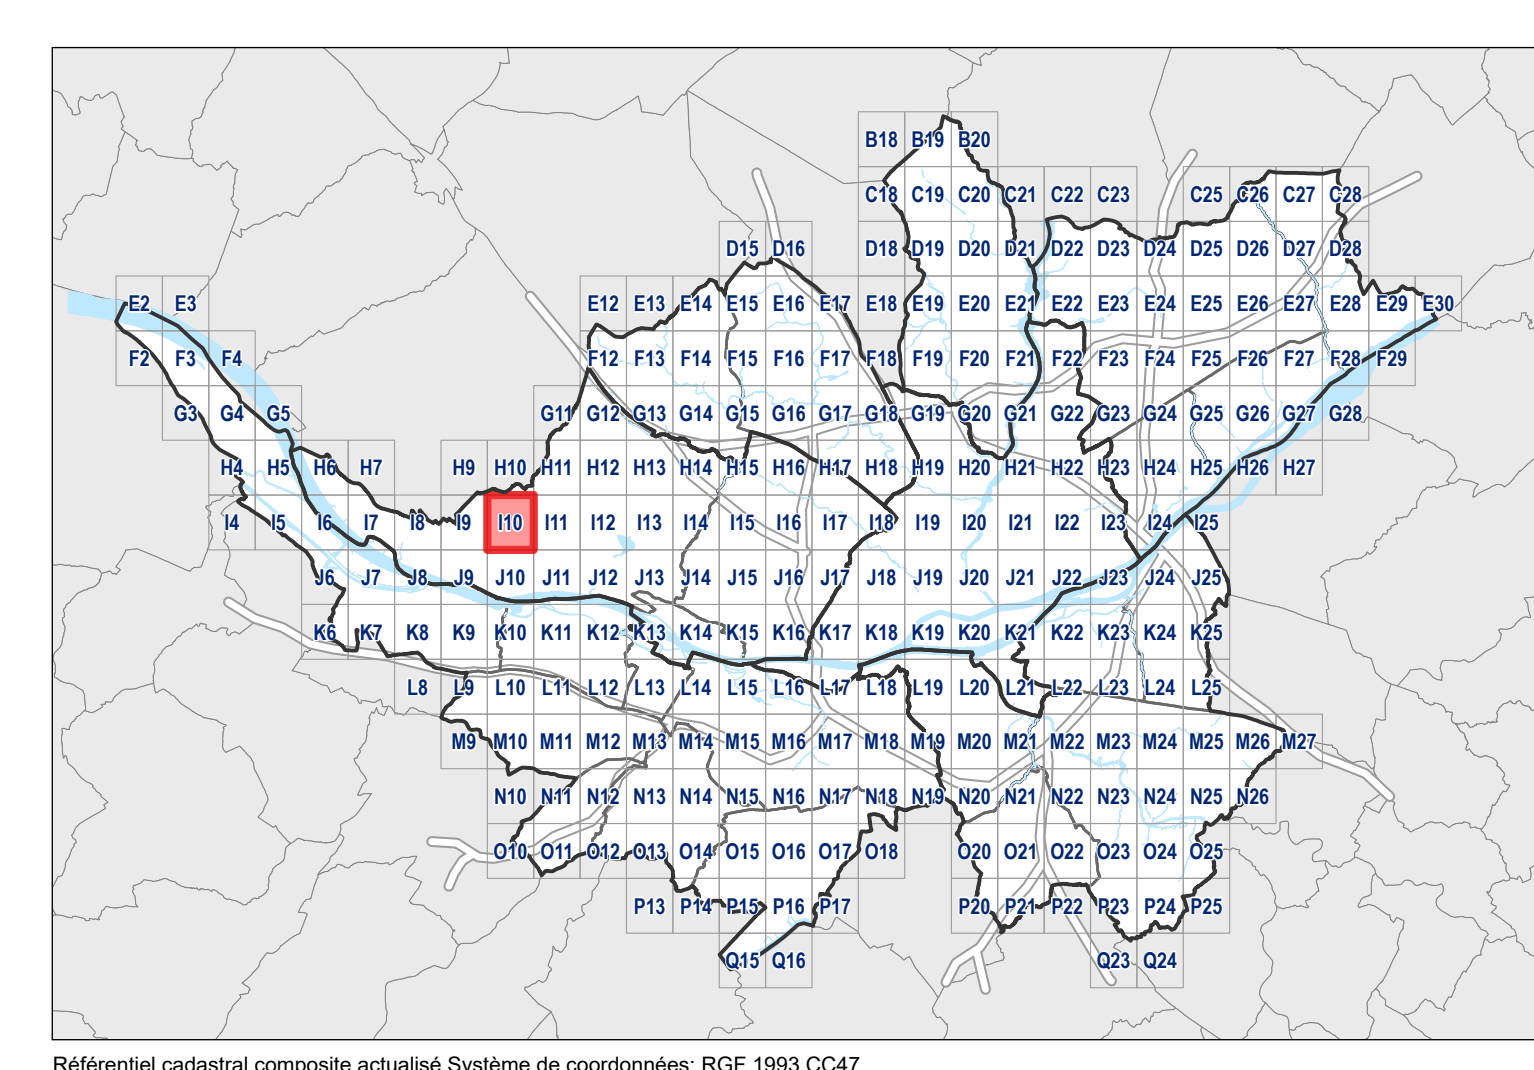 B18 B19 B20
C18 C19 C20 C21 C22 C23 C25 C26 C27 C28
D15 D16 D18 D19 D20 D21 D22 D23 D24 D25 D26 D27 D28
E2 E3 E12 E13 E14 E15 E16 E17 E18 E19 E20 E21 E22 E23 E24 E25 E26 E27 E28 E29 E30
F2 F3 F4 F12 F13 F14 F15 F16 F17 F18 F19 F20 F21 F22 F23 F24 F25 F26 F27 F28 F29
G3 G4 G5 G11 G12 G13 G14 G15 G16 G17 G18 G19 G20 G21 G22 G23 G24 G25 G26 G27 G28
H4 H5 H6 H7 H9 H10 H11 H12 H13 H14 H15 H16 H17 H18 H19 H20 H21 H22 H23 H24 H25 H26 H27
I4 I5 I6 I7 I8 I9 I10 I11 I12 I13 I14 I15 I16 I17 I18 I19 I20 I21 I22 I23 I24 I25
J6 J7 J8 J9 J10 J11 J12 J13 J14 J15 J16 J17 J18 J19 J20 J21 J22 J23 J24 J25
K6 K7 K8 K9 K10 K11 K12 K13 K14 K15 K16 K17 K18 K19 K20 K21 K22 K23 K24 K25
L8 L9 L10 L11 L12 L13 L14 L15 L16 L17 L18 L19 L20 L21 L22 L23 L24 L25
M9 M10 M11 M12 M13 M14 M15 M16 M17 M18 M19 M20 M21 M22 M23 M24 M25 M26 M27
N10 N11 N12 N13 N14 N15 N16 N17 N18 N19 N20 N21 N22 N23 N24 N25 N26
O10 O11 O12 O13 O14 O15 O16 O17 O18 O20 O21 O22 O23 O24 O25
P13 P14 P15 P16 P17 P20 P21 P22 P23 P24 P25
Q15 Q16 Q23 Q24
Référentiel cadastral composite actualisé Système de coordonnées: RGF 1993 CC47